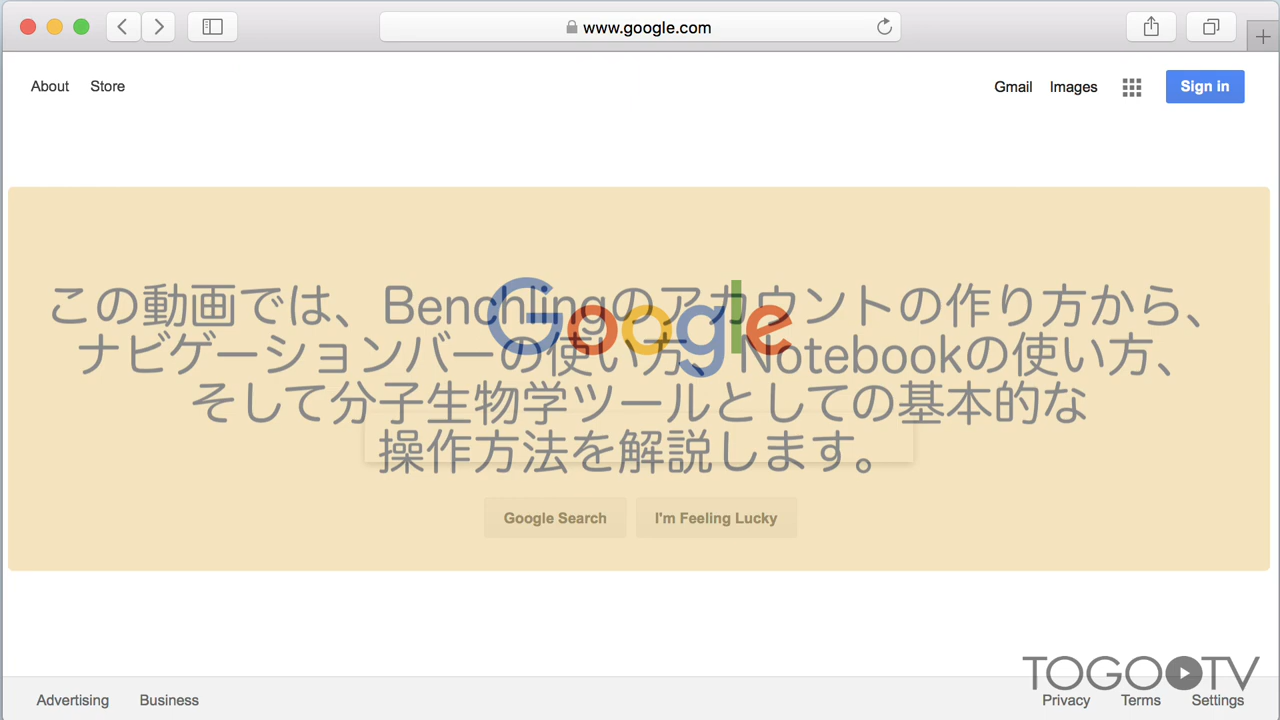 www.google.com
About Store Gmail Images Sign in
Google
この動画では、Benchlingのアカウントの作り方から、
ナビゲーションバーの使い方、Notebookの使い方、
そして分子生物学ツールとしての基本的な
操作方法を解説します。
Google Search I'm Feeling Lucky
TOGOTV
Advertising Business Privacy Terms Settings